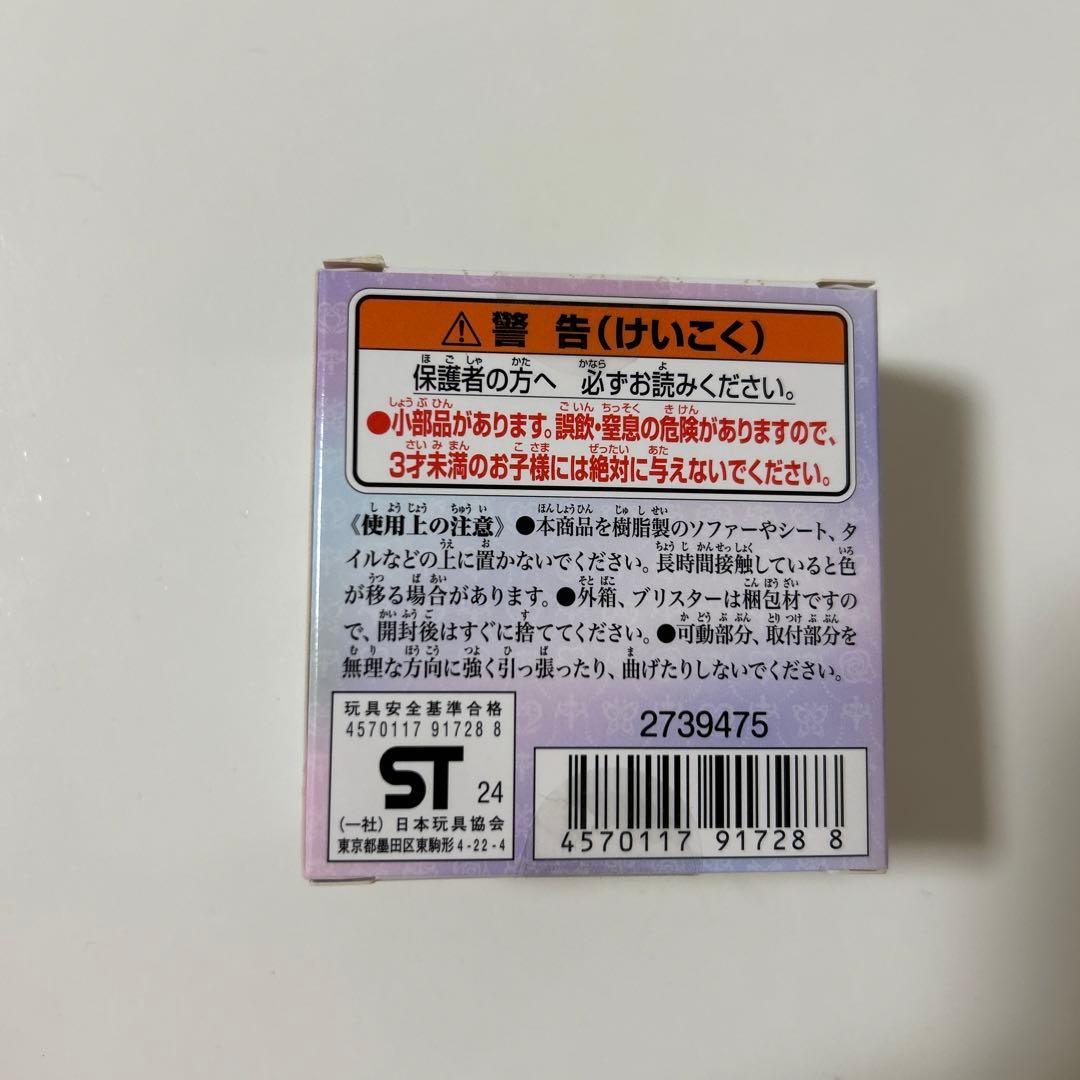 ⚠ 警 告(けいこく)
保護者の方へ 必ずお読みください。
●小部品があります。誤飲・窒息の危険がありますので、
3才未満のお子様には絶対に与えないでください。
《使用上の注意》●本商品を樹脂製のソファーやシート、タ
イルなどの上に置かないでください。長時間接触していると色
が移る場合があります。●外箱、ブリスターは梱包材ですの
で、開封後はすぐに捨ててください。●可動部分、取付部分を
無理な方向に強く引っ張ったり、曲げたりしないでください。
玩具安全基準合格
4570117 91728 8
ST 24
(一社) 日本玩具協会
東京都墨田区東駒形4-22-4
2739475
4570117 91728 8